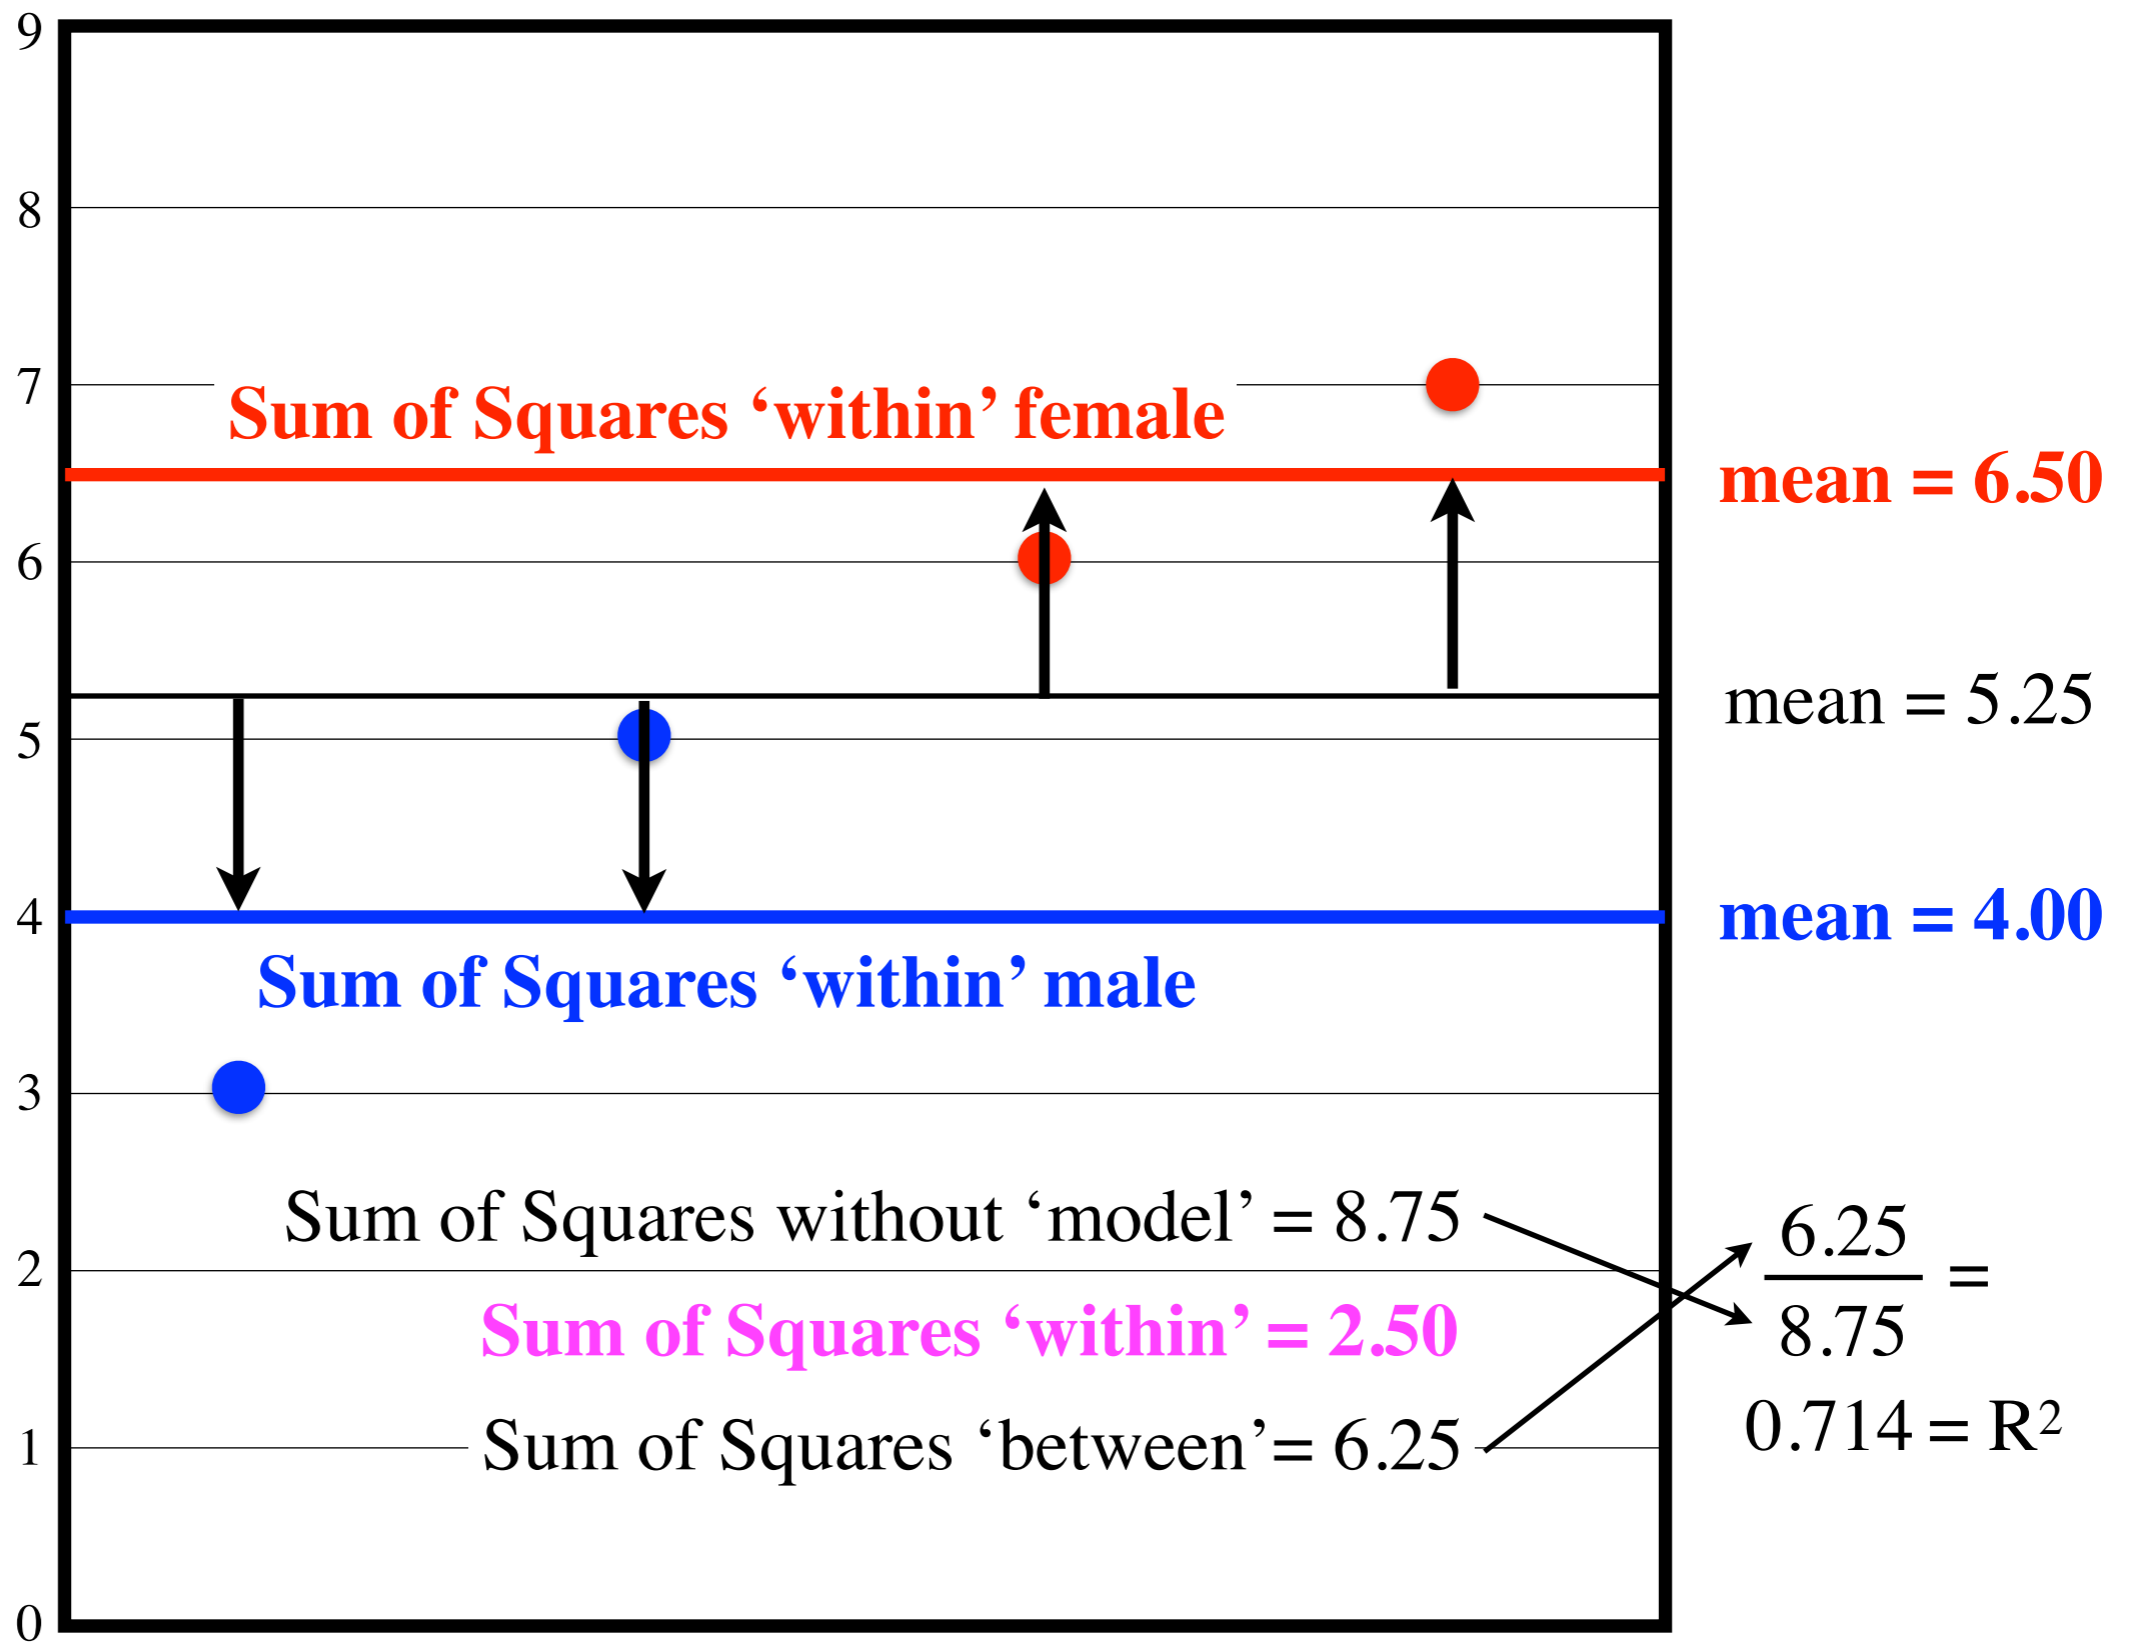 9
8
7
Sum of Squares ‘within’ female
mean = 6.50
6
mean = 5.25
5
4
mean = 4.00
Sum of Squares ‘within’ male
3
Sum of Squares without ‘model’ = 8.75
2
Sum of Squares ‘within’ = 2.50
1
Sum of Squares ‘between’= 6.25
6.25
=
8.75
0.714 = R²
0